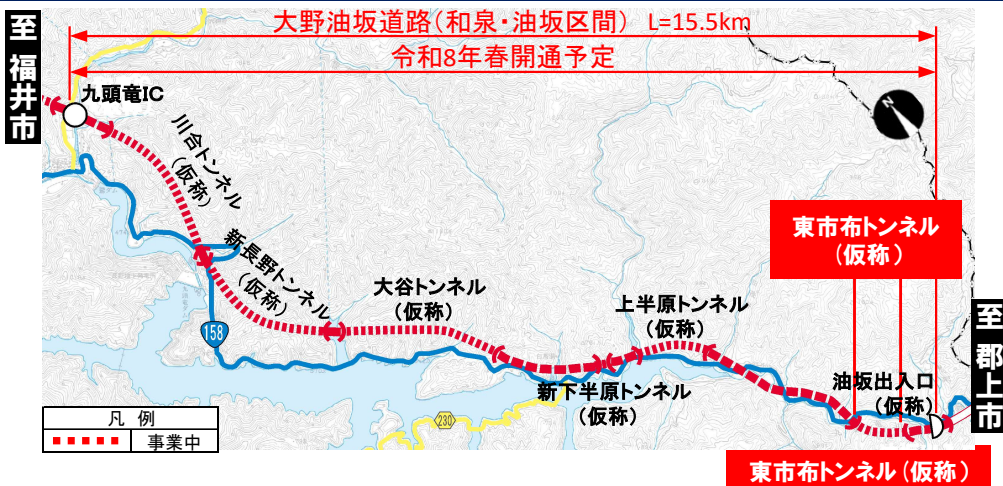 大野油坂道路(和泉・油坂区間) L=15.5km
令和8年春開通予定
至 福井市
九頭竜IC
川合トンネル
(仮称)
新長野トンネル
(仮称)
158
大谷トンネル
(仮称)
上半原トンネル
(仮称)
新下半原トンネル
(仮称)
230
東市布トンネル
(仮称)
油坂出入口
(仮称)
至 郡上市
N
凡 例
事業中
東市布トンネル(仮称)